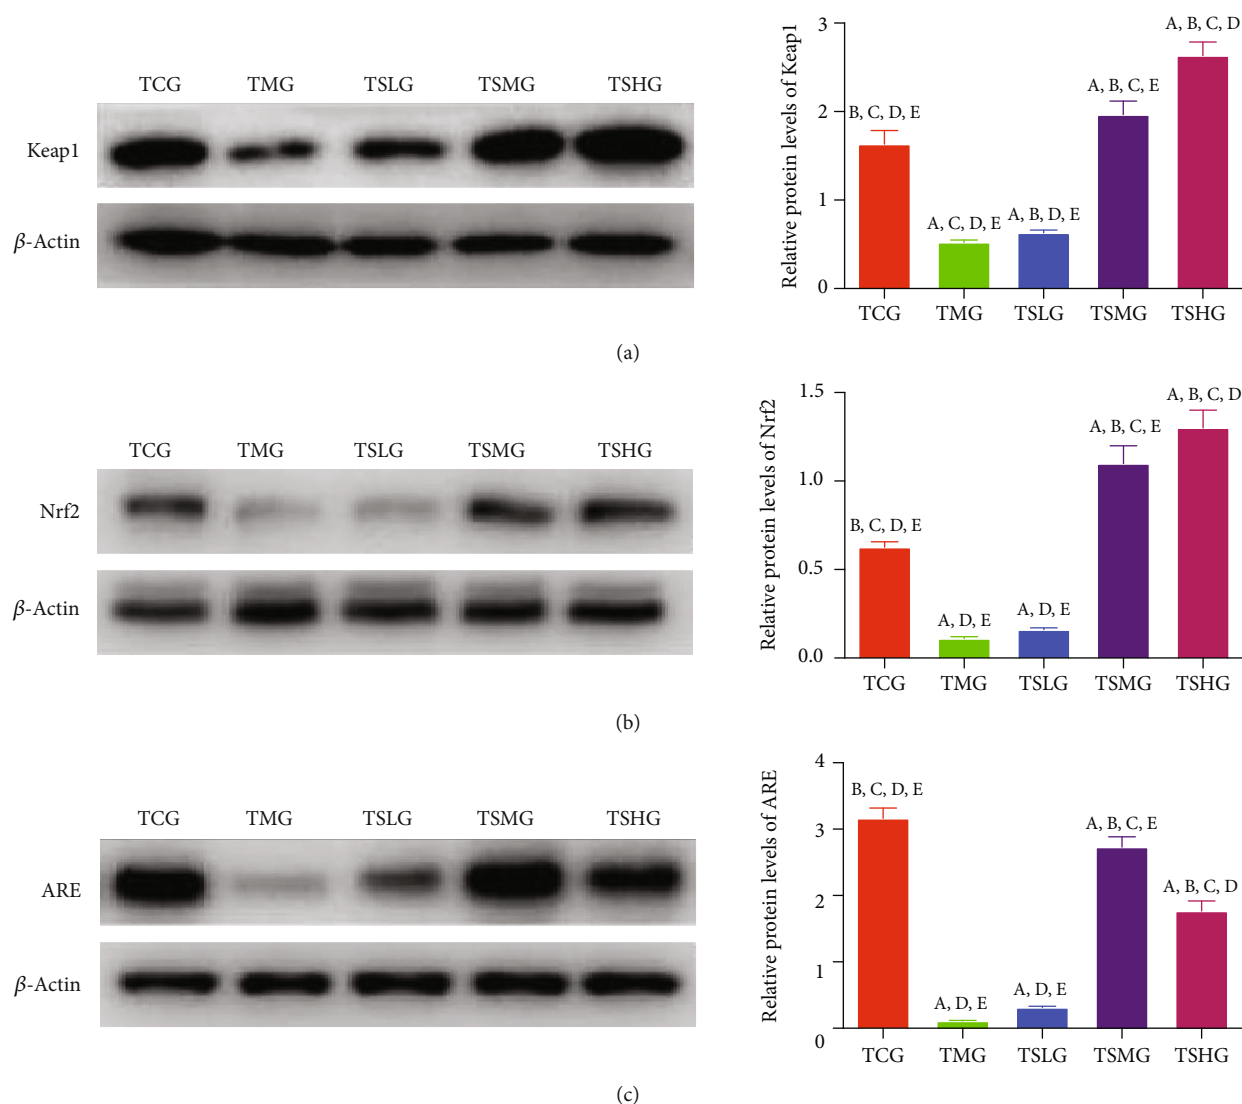 TCG TMG TSLG TSMG TSHG
Keap1
β-Actin
Relative protein levels of Keap1
3
2
1
0
B, C, D, E
A, C, D, E
A, B, D, E
A, B, C, E
A, B, C, D
TCG TMG TSLG TSMG TSHG
(a)
TCG TMG TSLG TSMG TSHG
Nrf2
β-Actin
Relative protein levels of Nrf2
1.5
1.0
0.5
0.0
B, C, D, E
A, D, E
A, D, E
A, B, C, E
A, B, C, D
TCG TMG TSLG TSMG TSHG
(b)
TCG TMG TSLG TSMG TSHG
ARE
β-Actin
Relative protein levels of ARE
4
3
2
1
0
B, C, D, E
A, D, E
A, D, E
A, B, C, E
A, B, C, D
TCG TMG TSLG TSMG TSHG
(c)